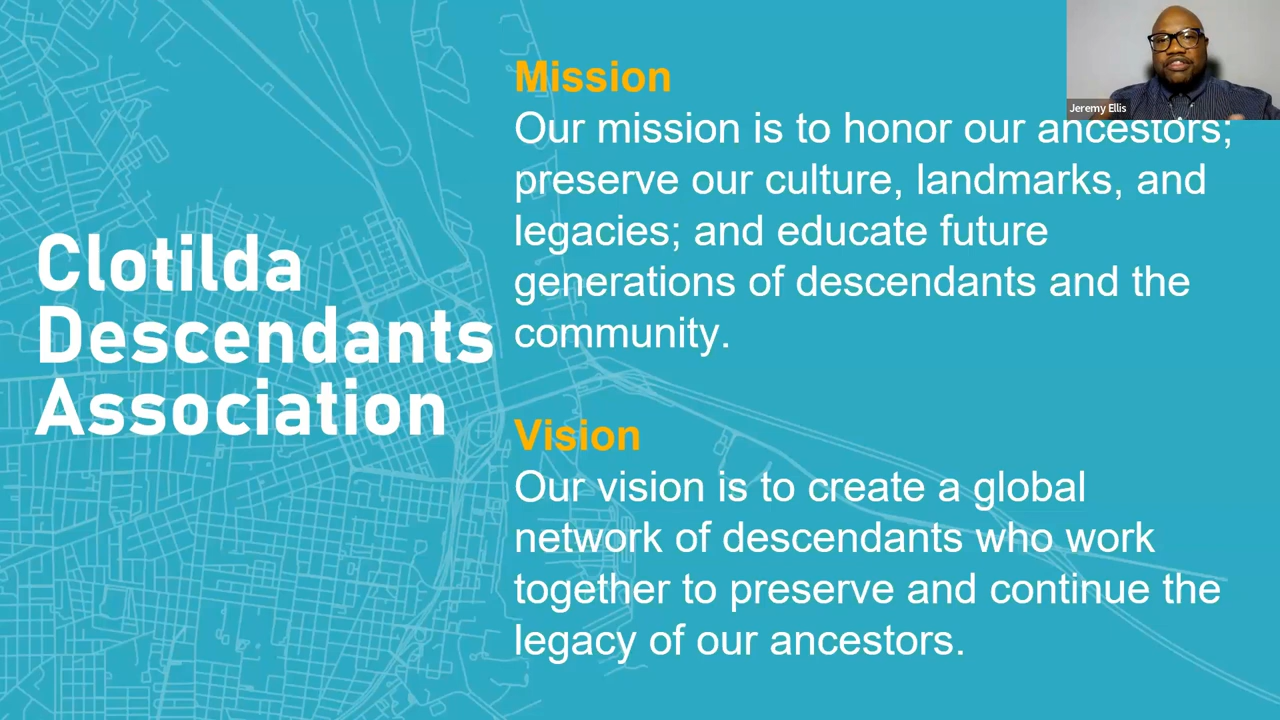 Clotilda
Descendants
Association
Mission
Our mission is to honor our ancestors;
preserve our culture, landmarks, and
legacies; and educate future
generations of descendants and the
community.
Vision
Our vision is to create a global
network of descendants who work
together to preserve and continue the
legacy of our ancestors.
Jeremy Ellis